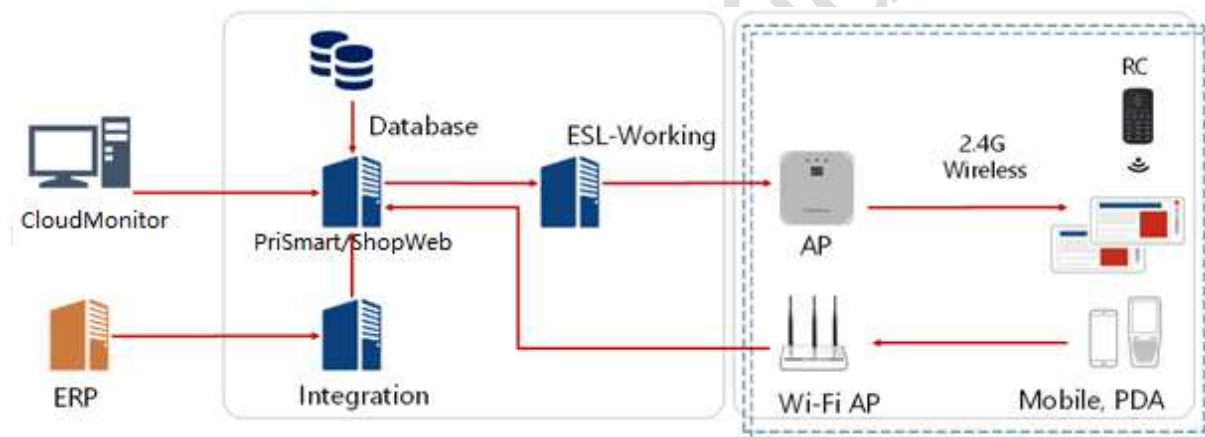 RC
Database
ESL-Working
2.4G
Wireless
CloudMonitor
PriSmart/ShopWeb
AP
ERP
Integration
Wi-Fi AP
Mobile, PDA